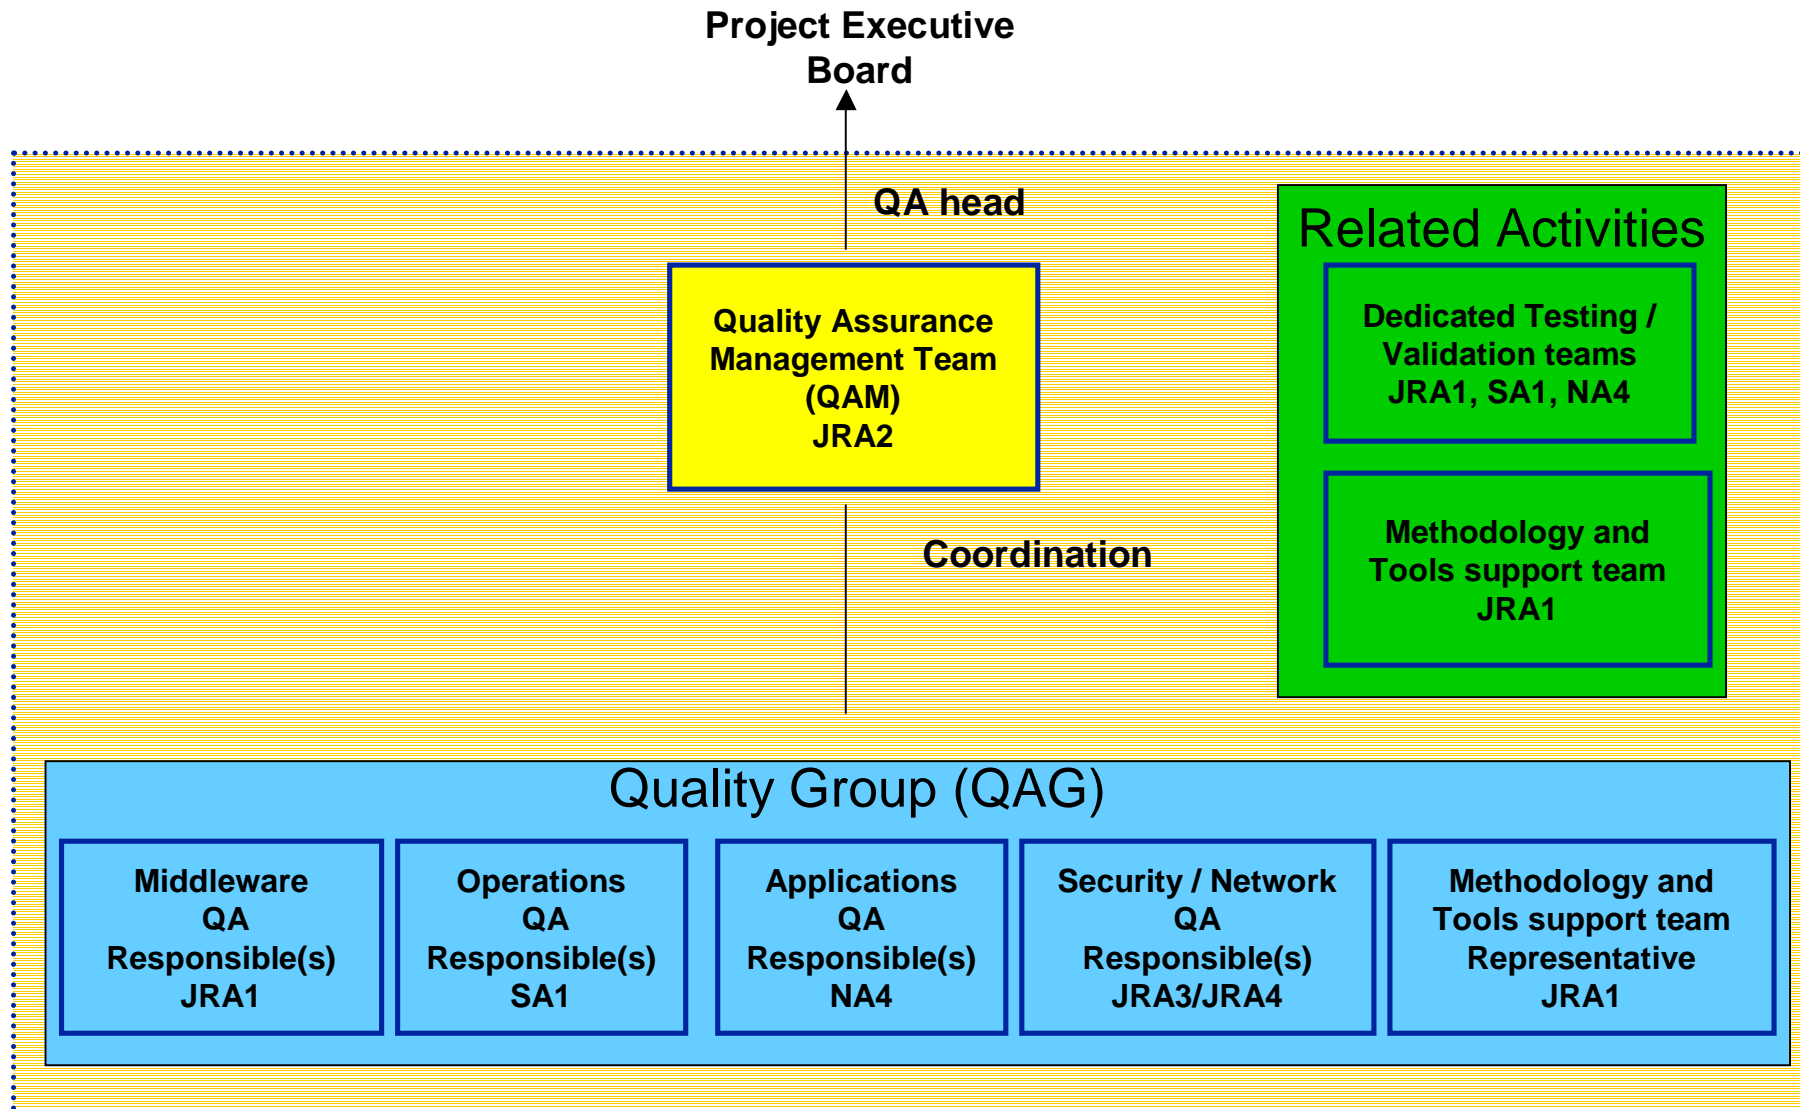 Project Executive
Board
QA head
Related Activities
Quality Assurance
Management Team
(QAM)
JRA2
Dedicated Testing /
Validation teams
JRA1, SA1, NA4
Methodology and
Tools support team
JRA1
Coordination
Quality Group (QAG)
Middleware
QA
Responsible(s)
JRA1
Operations
QA
Responsible(s)
SA1
Applications
QA
Responsible(s)
NA4
Security / Network
QA
Responsible(s)
JRA3/JRA4
Methodology and
Tools support team
Representative
JRA1